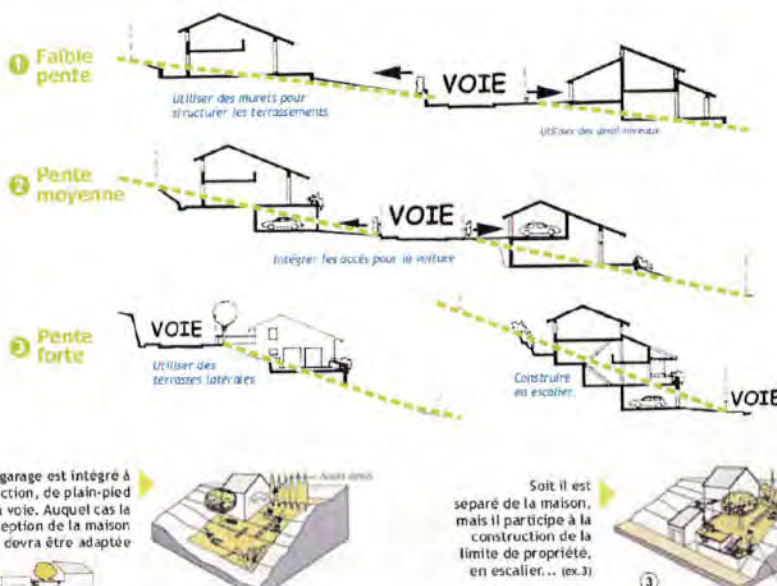 1 Faible
pente
VOIE
Utiliser des murets pour
structurer les terrassements
Utiliser des demi-niveaux
2 Pente
moyenne
VOIE
Intégrer les accès pour la voiture
3 Pente
forte
VOIE
Utiliser des
terrasses latérales
Construire
en escalier.
VOIE
garage est intégré à
ction, de plain-pied
voie. Auquel cas la
eption de la maison
devra être adaptée
Soit il est
séparé de la maison,
mais il participe à la
construction de la
limite de propriété,
en escalier... (ex.3)
3